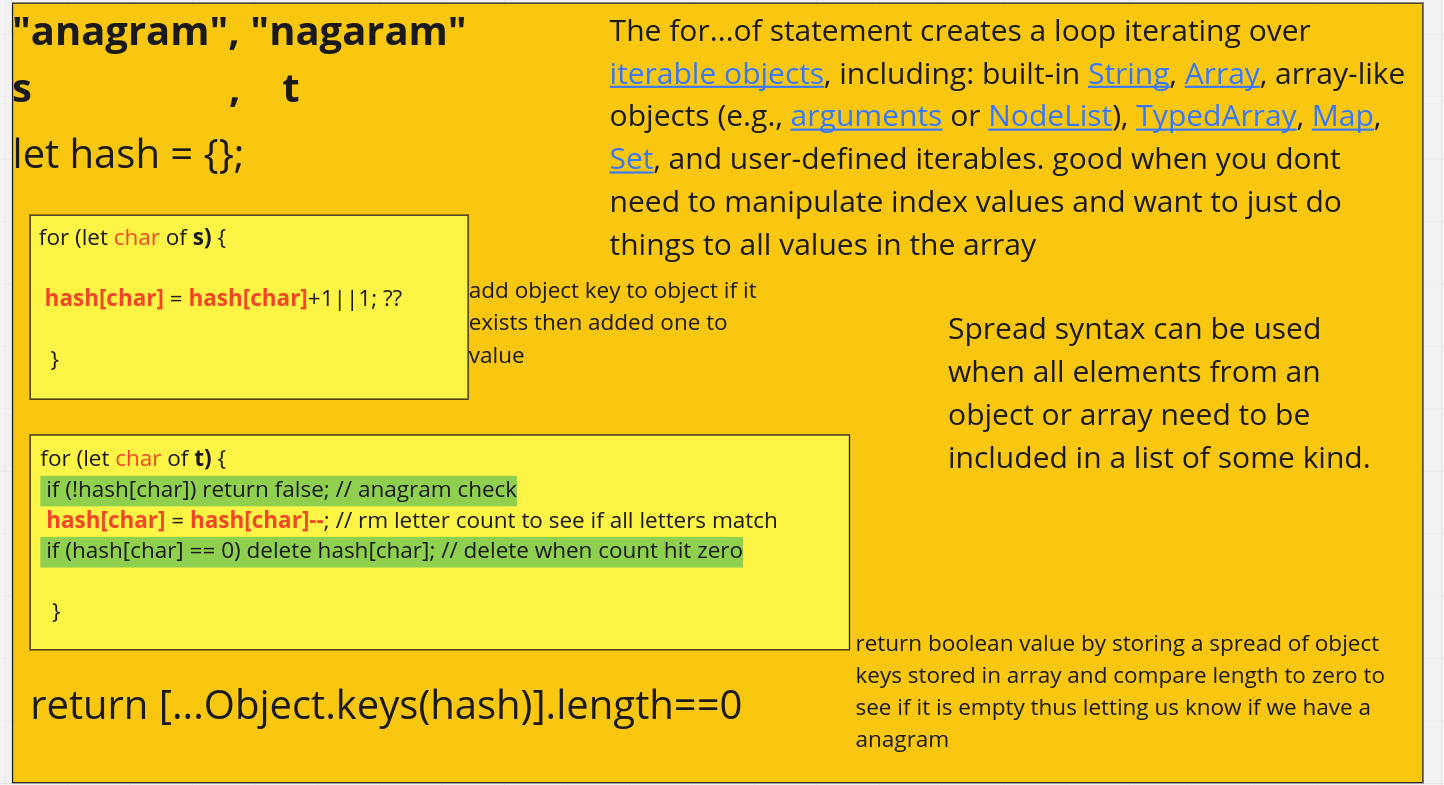 "anagram", "nagaram"
s , t
let hash = {};
for (let char of s) {
hash[char] = hash[char]+1||1; ??
}
add object key to object if it
exists then added one to
value
for (let char of t) {
if (!hash[char]) return false; // anagram check
hash[char] = hash[char]--; // rm letter count to see if all letters match
if (hash[char] == 0) delete hash[char]; // delete when count hit zero
}
return [...Object.keys(hash)].length==0
The for...of statement creates a loop iterating over
iterable objects, including: built-in String, Array, array-like
objects (e.g., arguments or NodeList), TypedArray, Map,
Set, and user-defined iterables. good when you dont
need to manipulate index values and want to just do
things to all values in the array
Spread syntax can be used
when all elements from an
object or array need to be
included in a list of some kind.
return boolean value by storing a spread of object
keys stored in array and compare length to zero to
see if it is empty thus letting us know if we have a
anagram